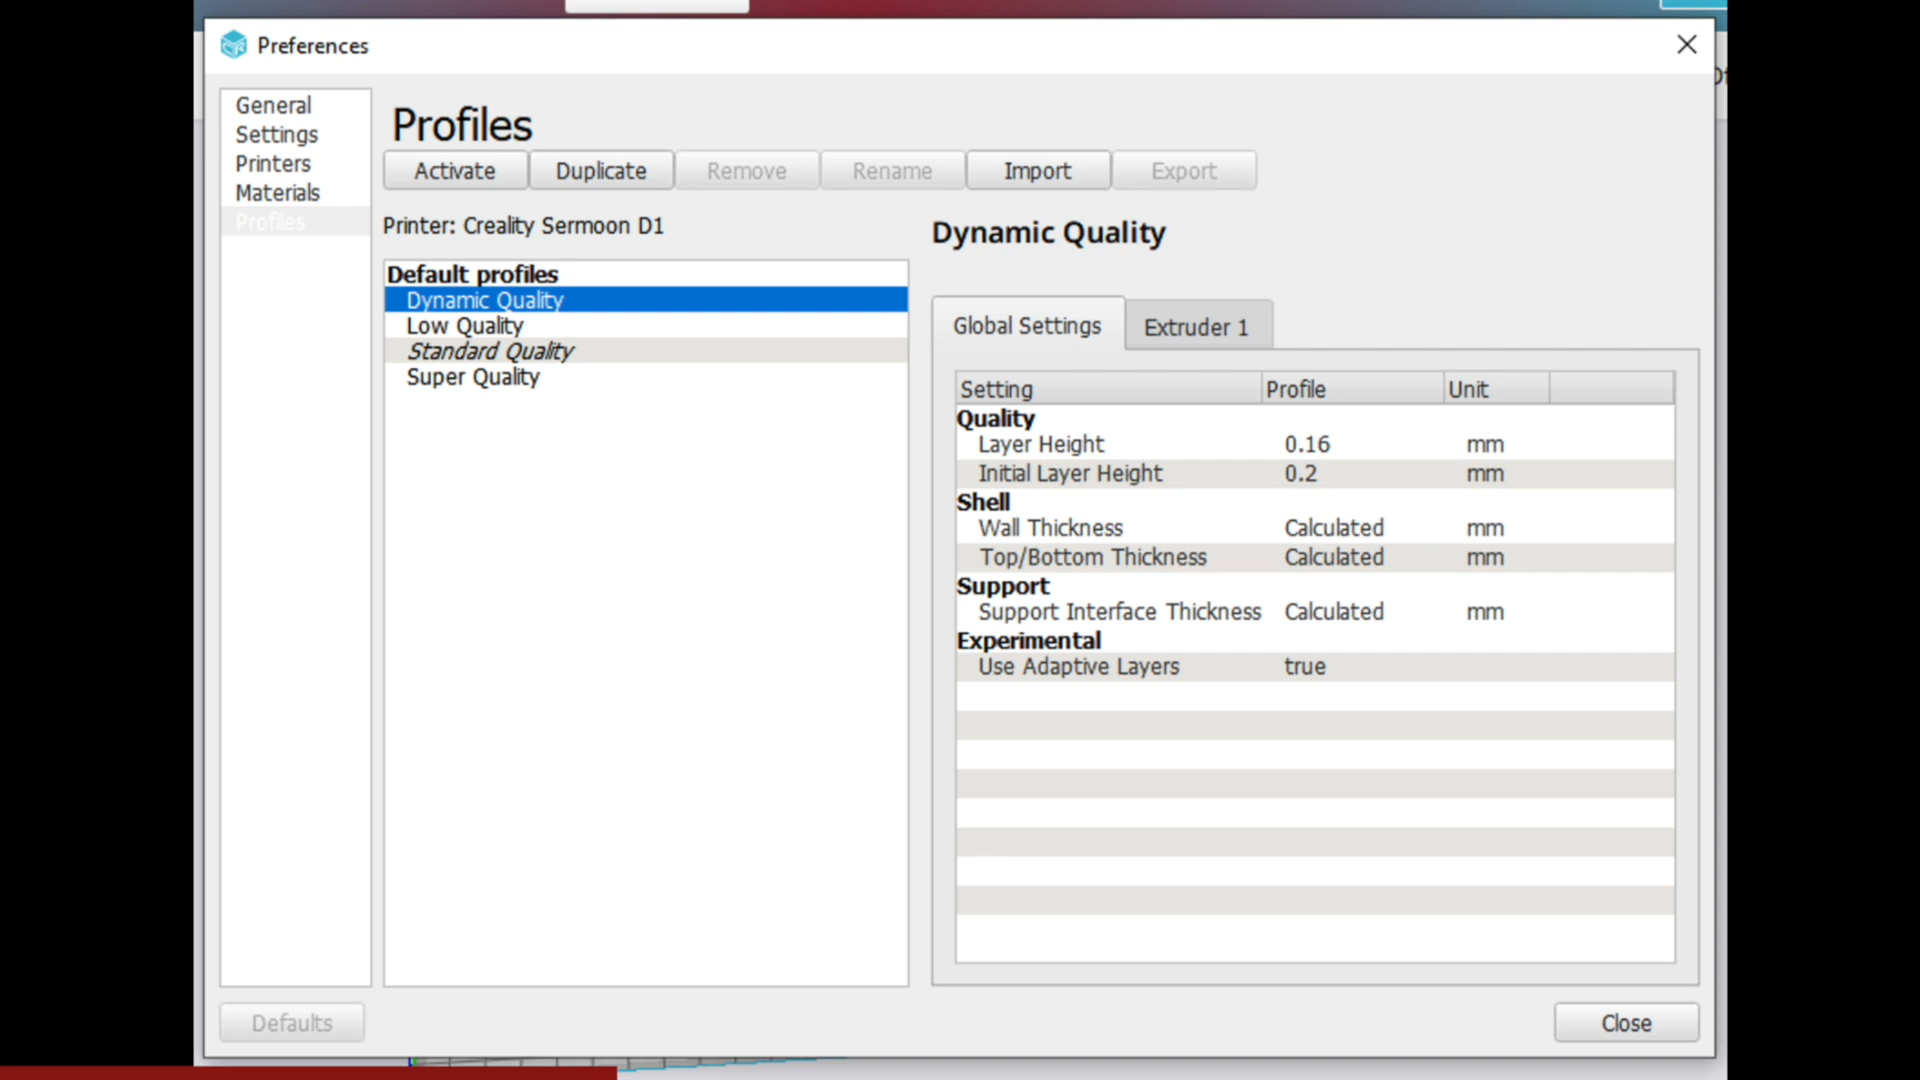 Preferences
General
Settings
Printers
Materials
Profiles
Profiles
Activate
Duplicate
Remove
Rename
Import
Export
Printer: Creality Sermoon D1
Default profiles
Dynamic Quality
Low Quality
Standard Quality
Super Quality
Dynamic Quality
Global Settings
Extruder 1
Setting Profile Unit
Quality
Layer Height 0.16 mm
Initial Layer Height 0.2 mm
Shell
Wall Thickness Calculated mm
Top/Bottom Thickness Calculated mm
Support
Support Interface Thickness Calculated mm
Experimental
Use Adaptive Layers true
Defaults
Close